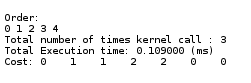 Order:
0 1 2 3 4
Total number of times kernel call : 3
Total Execution time: 0.109000 (ms)
Cost: 0 1 1 2 2 0 0